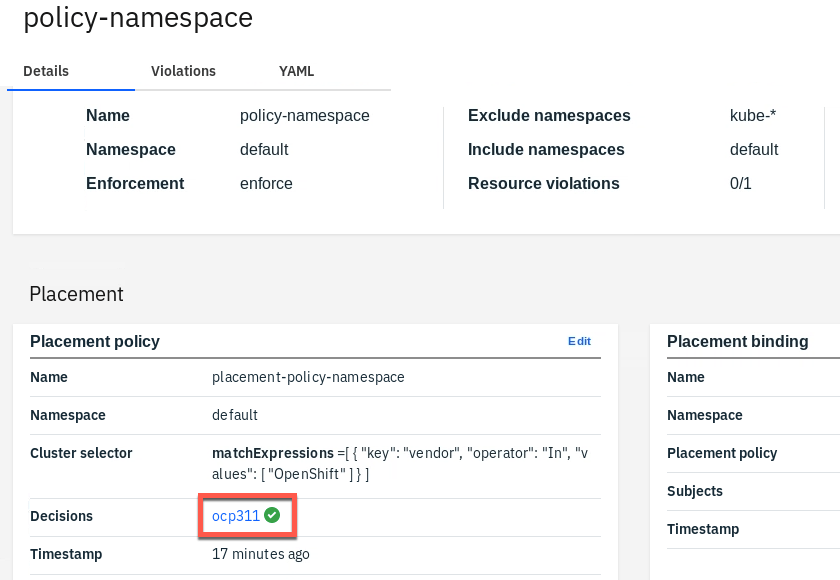 policy-namespace
Details Violations YAML
Name policy-namespace Exclude namespaces kube-*
Namespace default Include namespaces default
Enforcement enforce Resource violations 0/1
Placement
Placement policy Edit Placement binding
Name placement-policy-namespace Name
Namespace default Namespace
Cluster selector matchExpressions =[ { "key": "vendor", "operator": "In", "v Placement policy
alues": [ "OpenShift" ] } ]
Subjects
Decisions ocp311
Timestamp
Timestamp 17 minutes ago